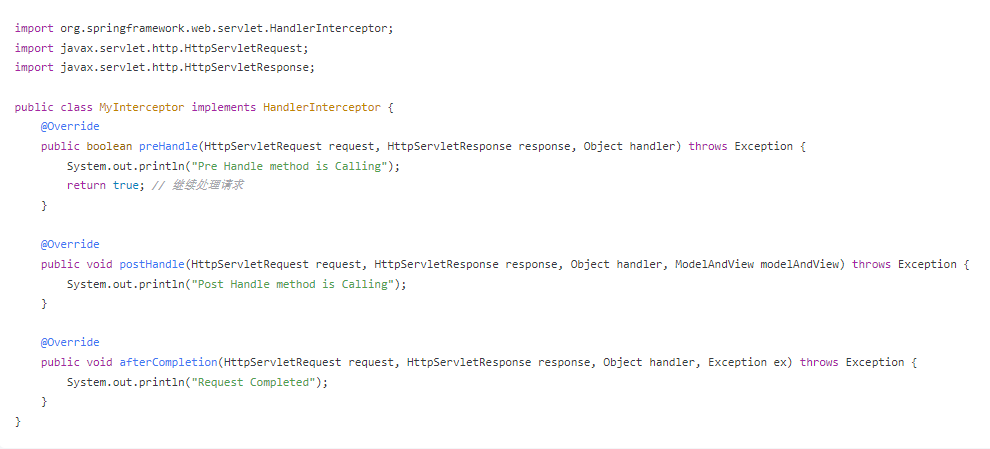 import org.springframework.web.servlet.HandlerInterceptor;
import javax.servlet.http.HttpServletRequest;
import javax.servlet.http.HttpServletResponse;

public class MyInterceptor implements HandlerInterceptor {
    @Override
    public boolean preHandle(HttpServletRequest request, HttpServletResponse response, Object handler) throws Exception {
        System.out.println("Pre Handle method is Calling");
        return true; // 继续处理请求
    }

    @Override
    public void postHandle(HttpServletRequest request, HttpServletResponse response, Object handler, ModelAndView modelAndView) throws Exception {
        System.out.println("Post Handle method is Calling");
    }

    @Override
    public void afterCompletion(HttpServletRequest request, HttpServletResponse response, Object handler, Exception ex) throws Exception {
        System.out.println("Request Completed");
    }
}